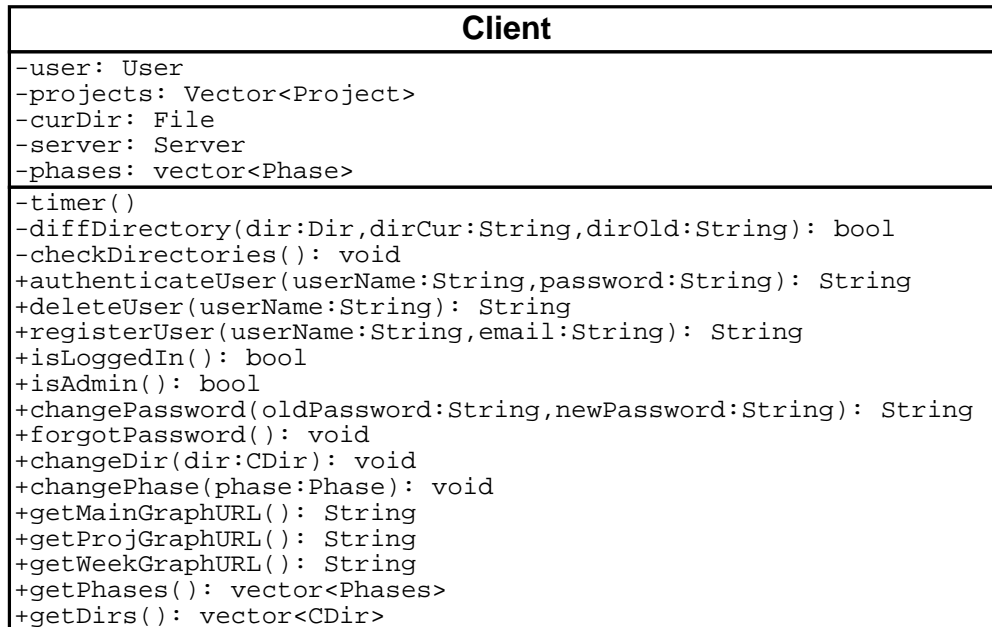 Client
-user: User
-projects: Vector<Project>
-curDir: File
-server: Server
-phases: vector<Phase>
-timer()
-diffDirectory(dir:Dir,dirCur:String,dirOld:String): bool
-checkDirectories(): void
+authenticateUser(userName:String,password:String): String
+deleteUser(userName:String): String
+registerUser(userName:String,email:String): String
+isLoggedIn(): bool
+isAdmin(): bool
+changePassword(oldPassword:String,newPassword:String): String
+forgotPassword(): void
+changeDir(dir:CDir): void
+changePhase(phase:Phase): void
+getMainGraphURL(): String
+getProjGraphURL(): String
+getWeekGraphURL(): String
+getPhases(): vector<Phases>
+getDirs(): vector<CDir>